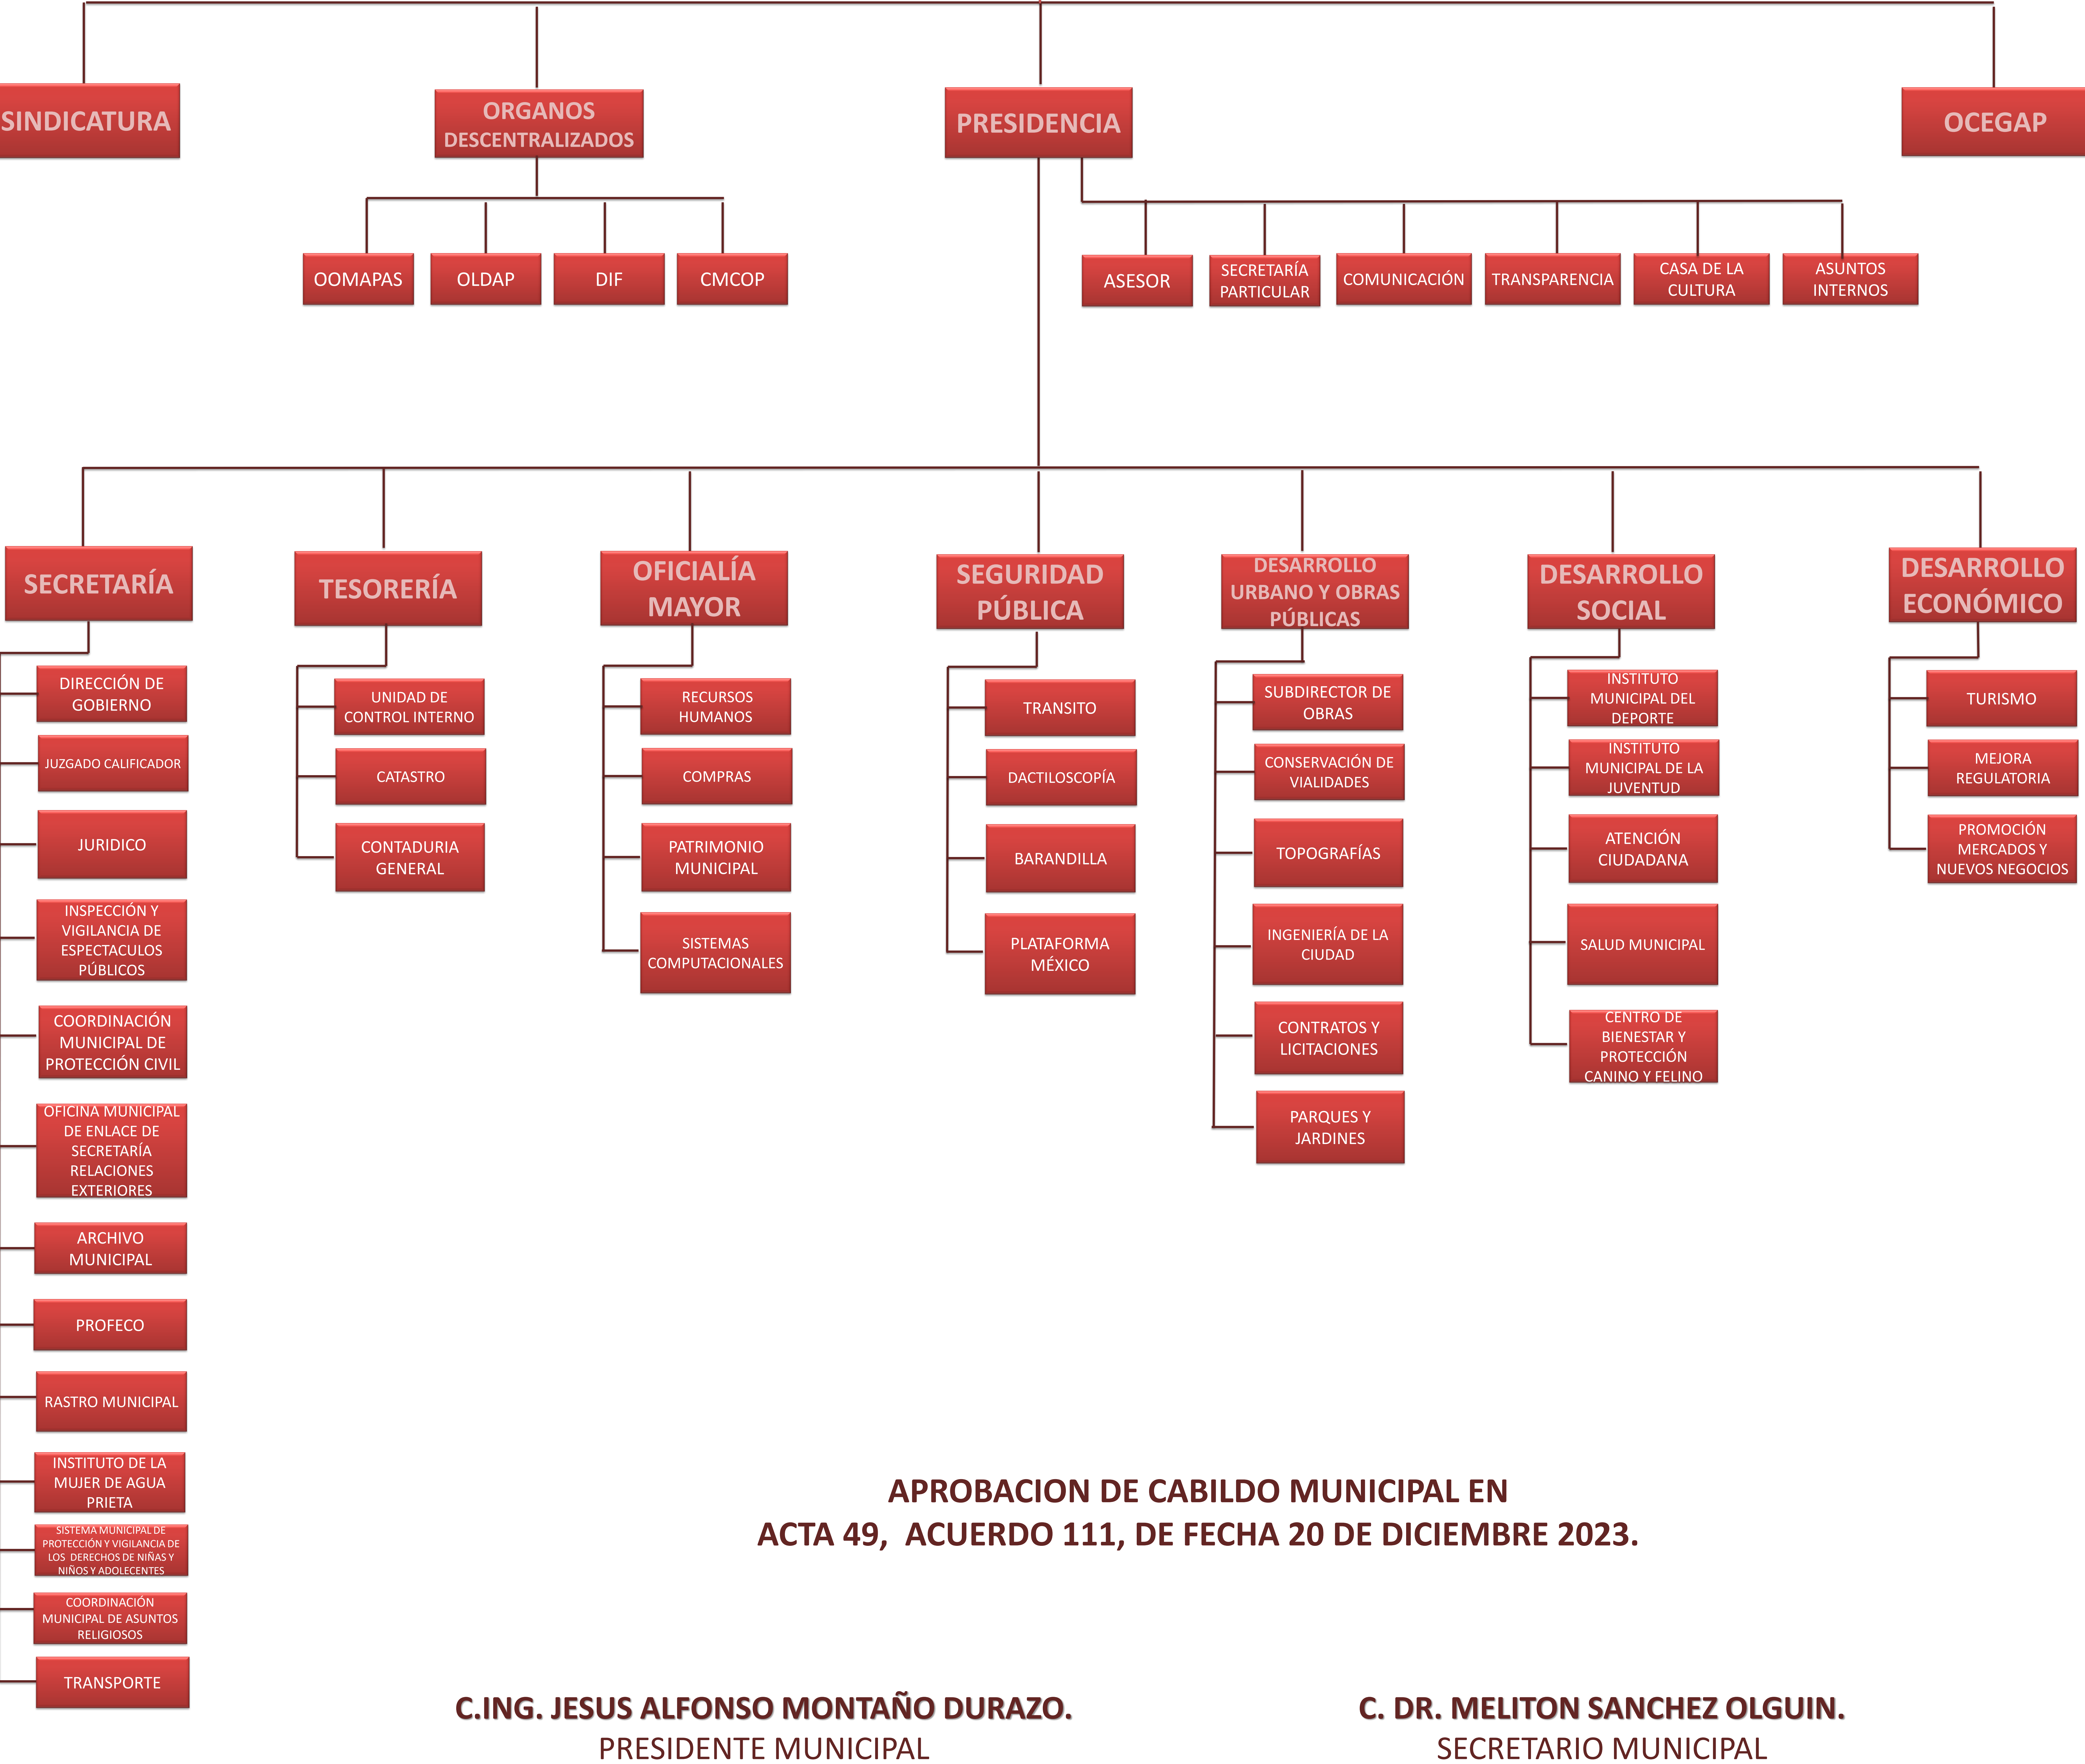 SINDICATURA
ORGANOS
DESCENTRALIZADOS
PRESIDENCIA
OCEGAP
OOMAPAS
OLDAP
DIF
CMCOP
ASESOR
SECRETARÍA
PARTICULAR
COMUNICACIÓN
TRANSPARENCIA
CASA DE LA
CULTURA
ASUNTOS
INTERNOS
SECRETARÍA
TESORERÍA
OFICIALÍA
MAYOR
SEGURIDAD
PÚBLICA
DESARROLLO
URBANO Y OBRAS
PÚBLICAS
DESARROLLO
SOCIAL
DESARROLLO
ECONÓMICO
DIRECCIÓN DE
GOBIERNO
JUZGADO CALIFICADOR
JURIDICO
INSPECCIÓN Y
VIGILANCIA DE
ESPECTACULOS
PÚBLICOS
COORDINACIÓN
MUNICIPAL DE
PROTECCIÓN CIVIL
OFICINA MUNICIPAL
DE ENLACE DE
SECRETARÍA
RELACIONES
EXTERIORES
ARCHIVO
MUNICIPAL
PROFECO
RASTRO MUNICIPAL
INSTITUTO DE LA
MUJER DE AGUA
PRIETA
SISTEMA MUNICIPAL DE
PROTECCIÓN Y VIGILANCIA DE
LOS  DERECHOS DE NIÑAS Y
NIÑOS Y ADOLECENTES
COORDINACIÓN
MUNICIPAL DE ASUNTOS
RELIGIOSOS
TRANSPORTE
UNIDAD DE
CONTROL INTERNO
CATASTRO
CONTADURIA
GENERAL
RECURSOS
HUMANOS
COMPRAS
PATRIMONIO
MUNICIPAL
SISTEMAS
COMPUTACIONALES
TRANSITO
DACTILOSCOPÍA
BARANDILLA
PLATAFORMA
MÉXICO
SUBDIRECTOR DE
OBRAS
CONSERVACIÓN DE
VIALIDADES
TOPOGRAFÍAS
INGENIERÍA DE LA
CIUDAD
CONTRATOS Y
LICITACIONES
PARQUES Y
JARDINES
INSTITUTO
MUNICIPAL DEL
DEPORTE
INSTITUTO
MUNICIPAL DE LA
JUVENTUD
ATENCIÓN
CIUDADANA
SALUD MUNICIPAL
CENTRO DE
BIENESTAR Y
PROTECCIÓN
CANINO Y FELINO
TURISMO
MEJORA
REGULATORIA
PROMOCIÓN
MERCADOS Y
NUEVOS NEGOCIOS
APROBACION DE CABILDO MUNICIPAL EN
ACTA 49,  ACUERDO 111, DE FECHA 20 DE DICIEMBRE 2023.
C.ING. JESUS ALFONSO MONTAÑO DURAZO.
PRESIDENTE MUNICIPAL
C. DR. MELITON SANCHEZ OLGUIN.
SECRETARIO MUNICIPAL